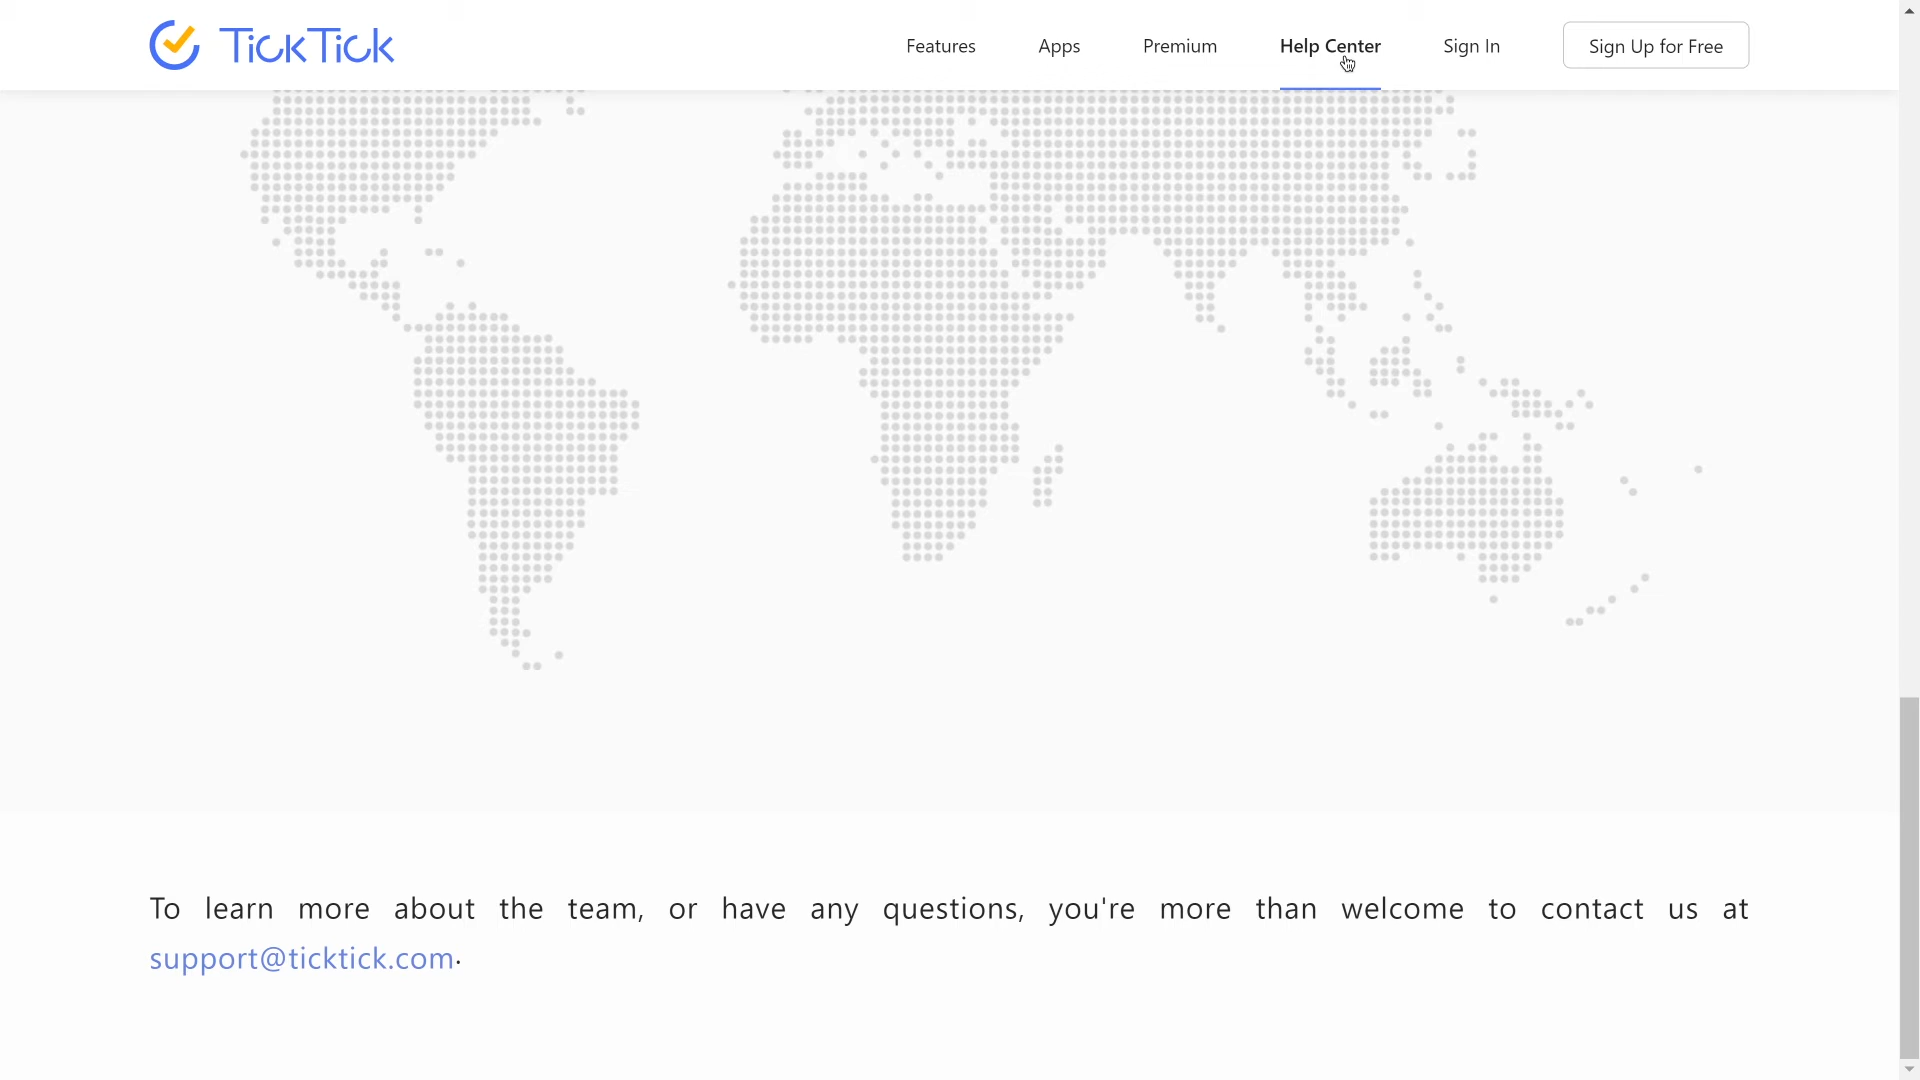 TickTick
Features
Apps
Premium
Help Center
Sign In
Sign Up for Free
To learn more about the team, or have any questions, you're more than welcome to contact us at
support@ticktick.com.